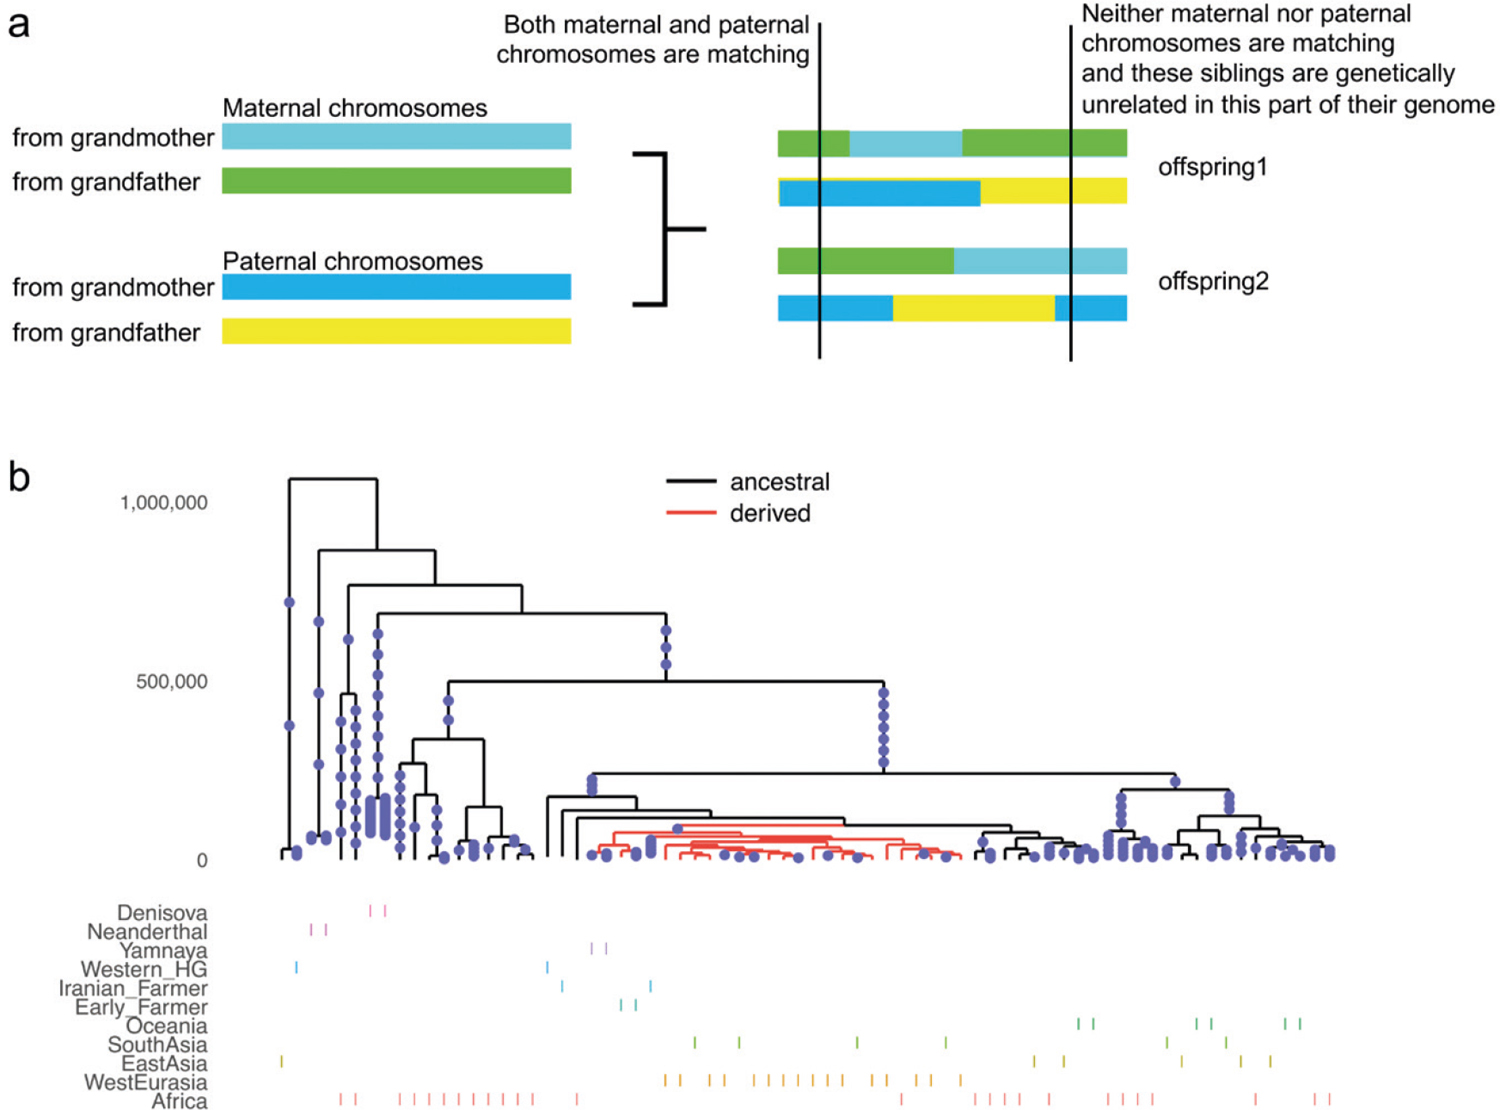 a
Both maternal and paternal
chromosomes are matching
Neither maternal nor paternal
chromosomes are matching
and these siblings are genetically
unrelated in this part of their genome
Maternal chromosomes
from grandmother
from grandfather
Paternal chromosomes
from grandmother
from grandfather
offspring1
offspring2
b
1,000,000
500,000
0
ancestral
derived
Denisova
Neanderthal
Yamnaya
Western_HG
Iranian_Farmer
Early_Farmer
Oceania
SouthAsia
EastAsia
WestEurasia
Africa